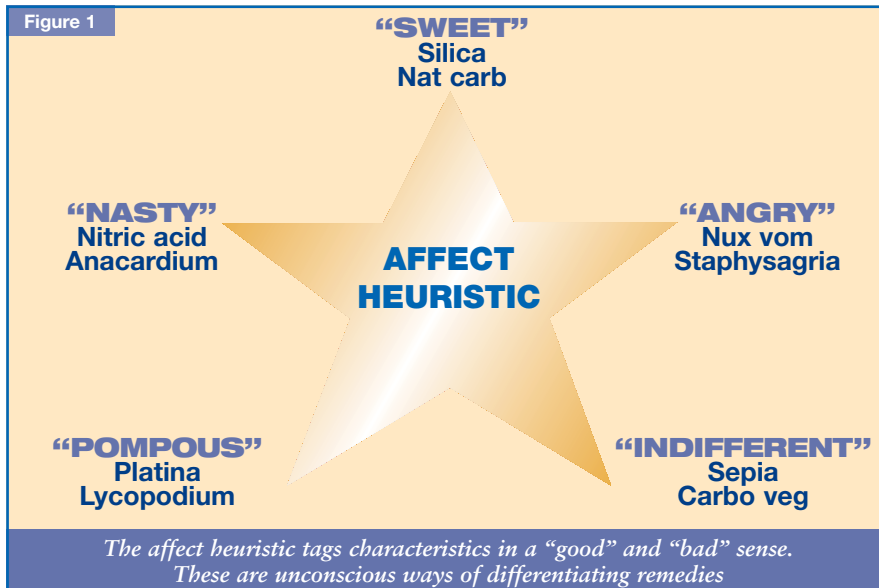 Figure 1
“SWEET”
Silica
Nat carb
“NASTY”
Nitric acid
Anacardium
“ANGRY”
Nux vom
Staphysagria
AFFECT
HEURISTIC
“POMPOUS”
Platina
Lycopodium
“INDIFFERENT”
Sepia
Carbo veg
The affect heuristic tags characteristics in a “good” and “bad” sense.
These are unconscious ways of differentiating remedies